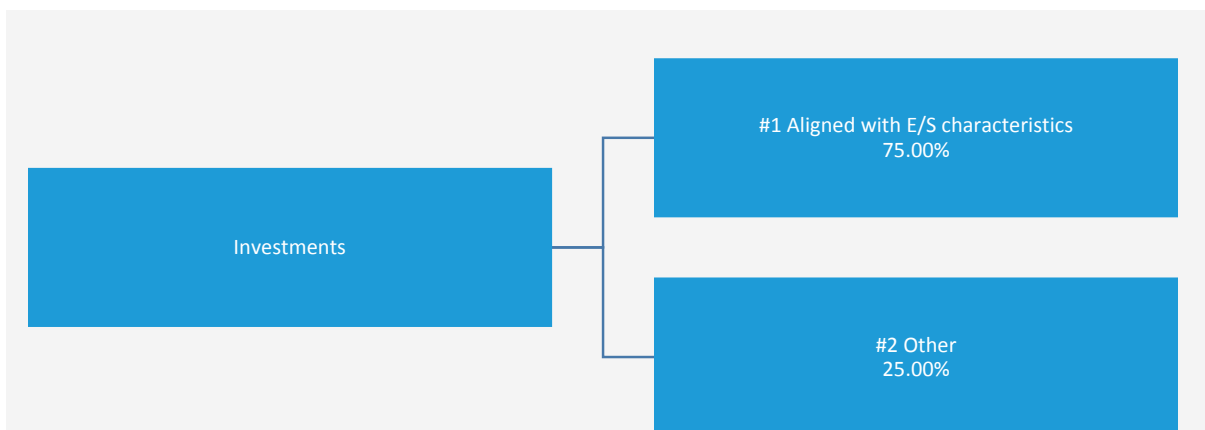 #1 Aligned with E/S characteristics
75.00%
Investments
#2 Other
25.00%